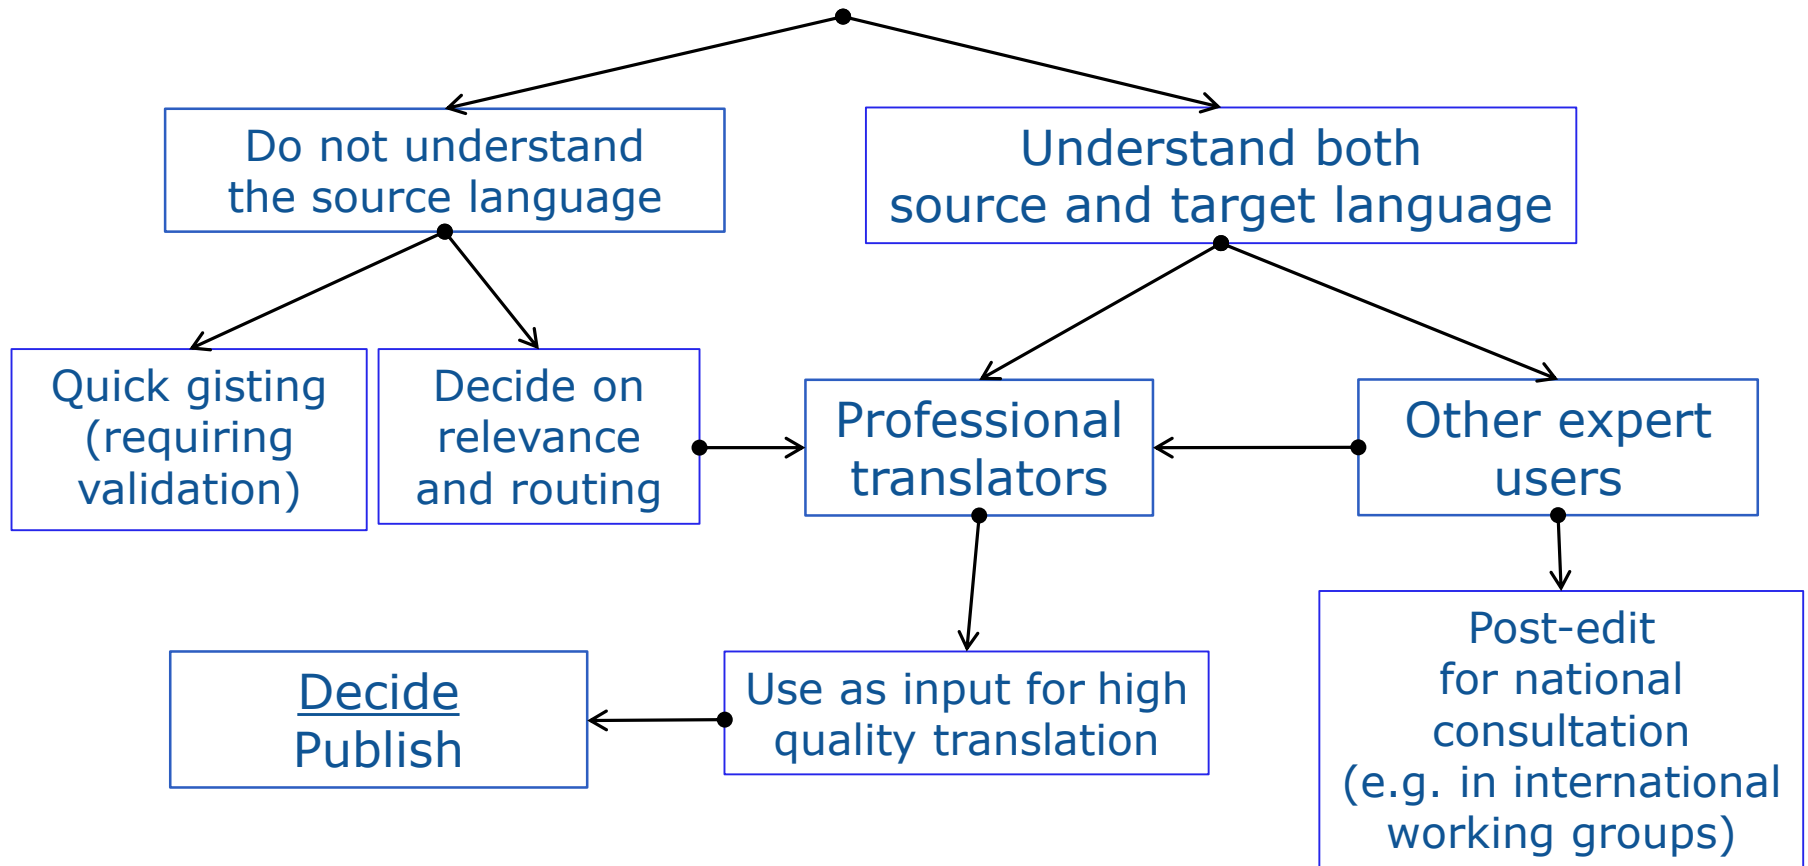 Do not understand
the source language
Understand both
source and target language
Quick gisting
(requiring
validation)
Decide on
relevance
and routing
Professional
translators
Other expert
users
Decide
Publish
Use as input for high
quality translation
Post-edit
for national
consultation
(e.g. in international
working groups)